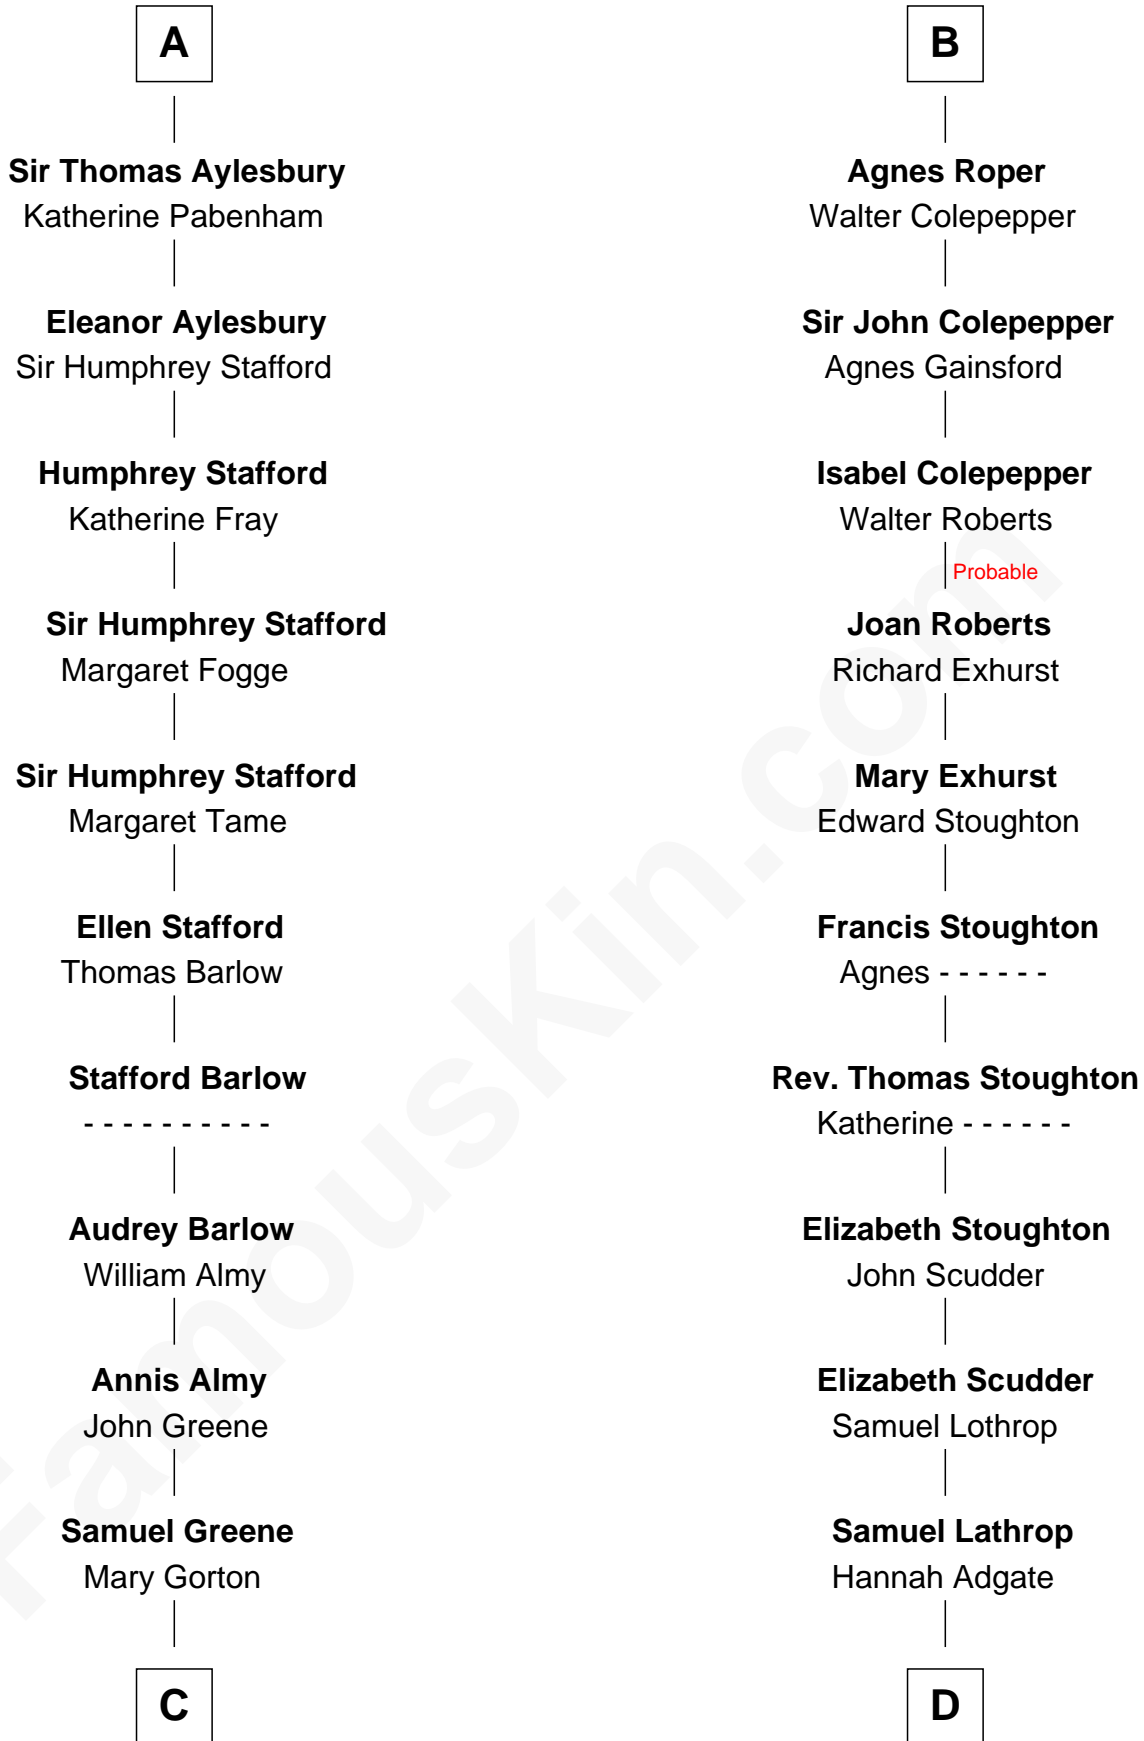 A
Sir Thomas Aylesbury
Katherine Pabenham
Eleanor Aylesbury
Sir Humphrey Stafford
Humphrey Stafford
Katherine Fray
Sir Humphrey Stafford
Margaret Fogge
Sir Humphrey Stafford
Margaret Tame
Ellen Stafford
Thomas Barlow
Stafford Barlow
- - - - - - - - - -
Audrey Barlow
William Almy
Annis Almy
John Greene
Samuel Greene
Mary Gorton
C
B
Agnes Roper
Walter Colepepper
Sir John Colepepper
Agnes Gainsford
Isabel Colepepper
Walter Roberts
Probable
Joan Roberts
Richard Exhurst
Mary Exhurst
Edward Stoughton
Francis Stoughton
Agnes - - - - - -
Rev. Thomas Stoughton
Katherine - - - - - -
Elizabeth Stoughton
John Scudder
Elizabeth Scudder
Samuel Lothrop
Samuel Lathrop
Hannah Adgate
D
FamousKin.com